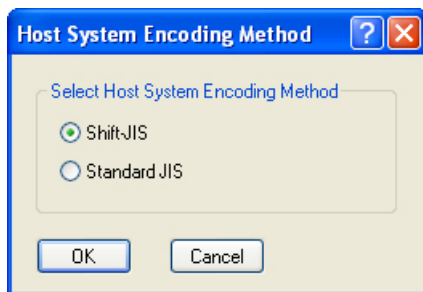 Host System Encoding Method
Select Host System Encoding Method
Shift-JIS
Standard JIS
OK Cancel